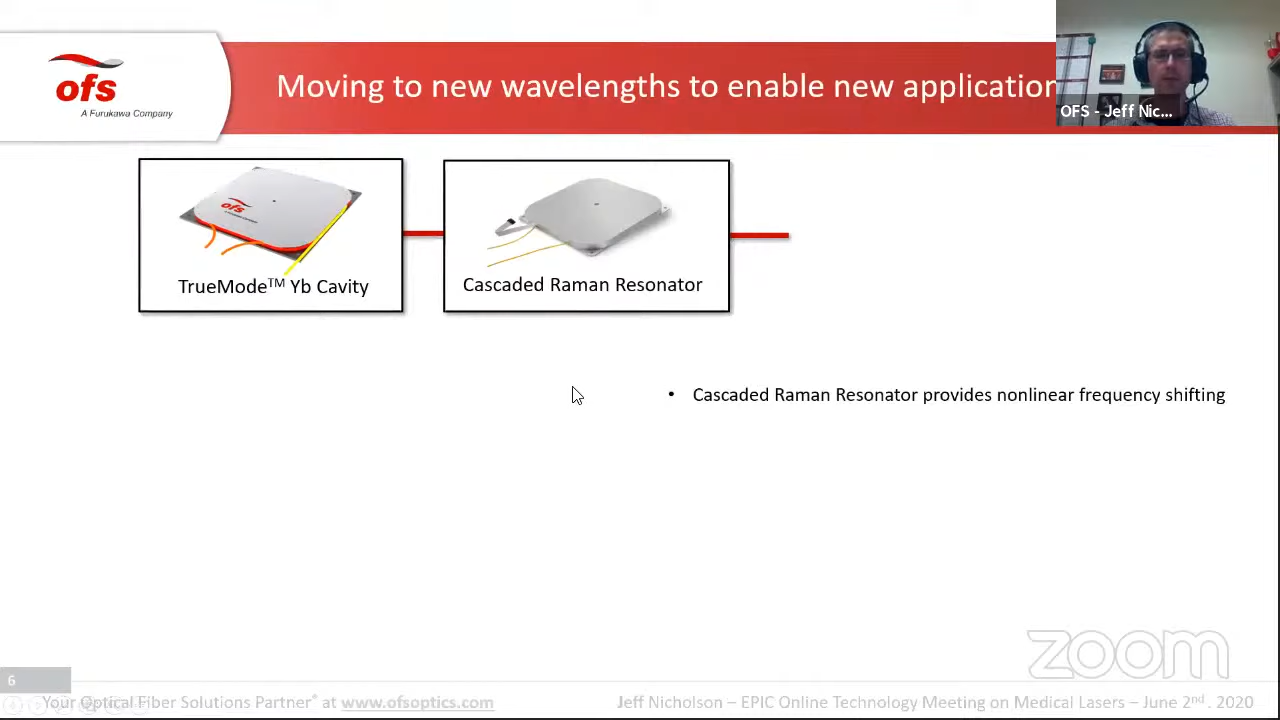 ofs
A Furukawa Company
Moving to new wavelengths to enable new application
OFS - Jeff Nic...
ofs
TrueMode™ Yb Cavity
Cascaded Raman Resonator
• Cascaded Raman Resonator provides nonlinear frequency shifting
zoom
6
Your Optical Fiber Solutions Partner® at www.ofsoptics.com
Jeff Nicholson – EPIC Online Technology Meeting on Medical Lasers – June 2nd. 2020